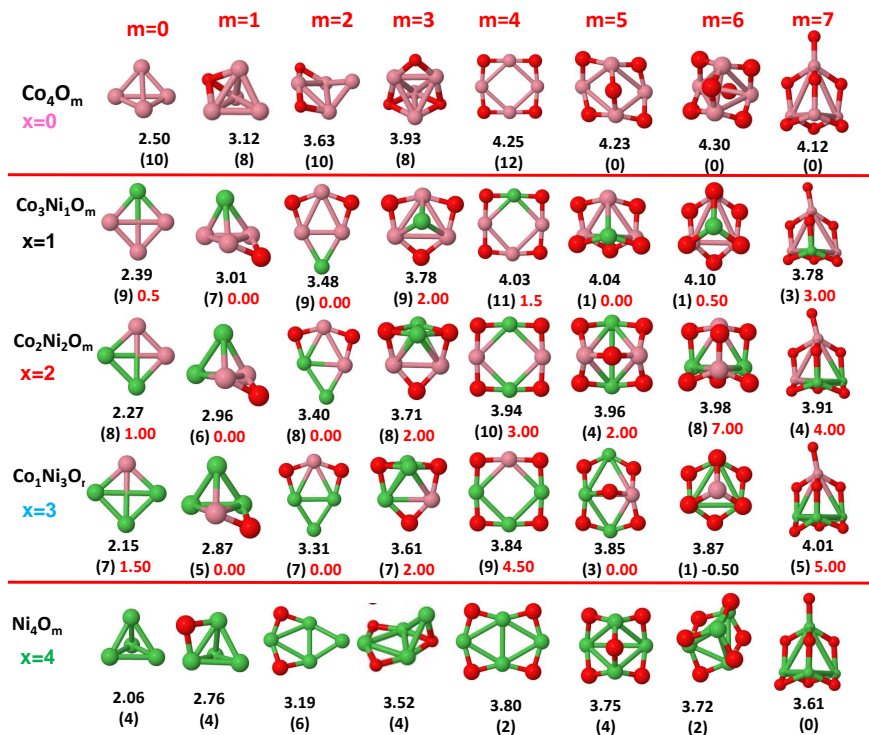 m=0 m=1 m=2 m=3 m=4 m=5 m=6 m=7
Co₄Oₘ
x=0
2.50 3.12 3.63 3.93 4.25 4.23 4.30 4.12
(10) (8) (10) (8) (12) (0) (0) (0)
Co₃Ni₁Oₘ
x=1
2.39 3.01 3.48 3.78 4.03 4.04 4.10 3.78
(9) 0.5 (7) 0.00 (9) 0.00 (9) 2.00 (11) 1.5 (1) 0.00 (1) 0.50 (3) 3.00
Co₂Ni₂Oₘ
x=2
2.27 2.96 3.40 3.71 3.94 3.96 3.98 3.91
(8) 1.00 (6) 0.00 (8) 0.00 (8) 2.00 (10) 3.00 (4) 2.00 (8) 7.00 (4) 4.00
Co₁Ni₃Oᵣ
x=3
2.15 2.87 3.31 3.61 3.84 3.85 3.87 4.01
(7) 1.50 (5) 0.00 (7) 0.00 (7) 2.00 (9) 4.50 (3) 0.00 (1) -0.50 (5) 5.00
Ni₄Oₘ
x=4
2.06 2.76 3.19 3.52 3.80 3.75 3.72 3.61
(4) (4) (6) (4) (2) (4) (2) (0)